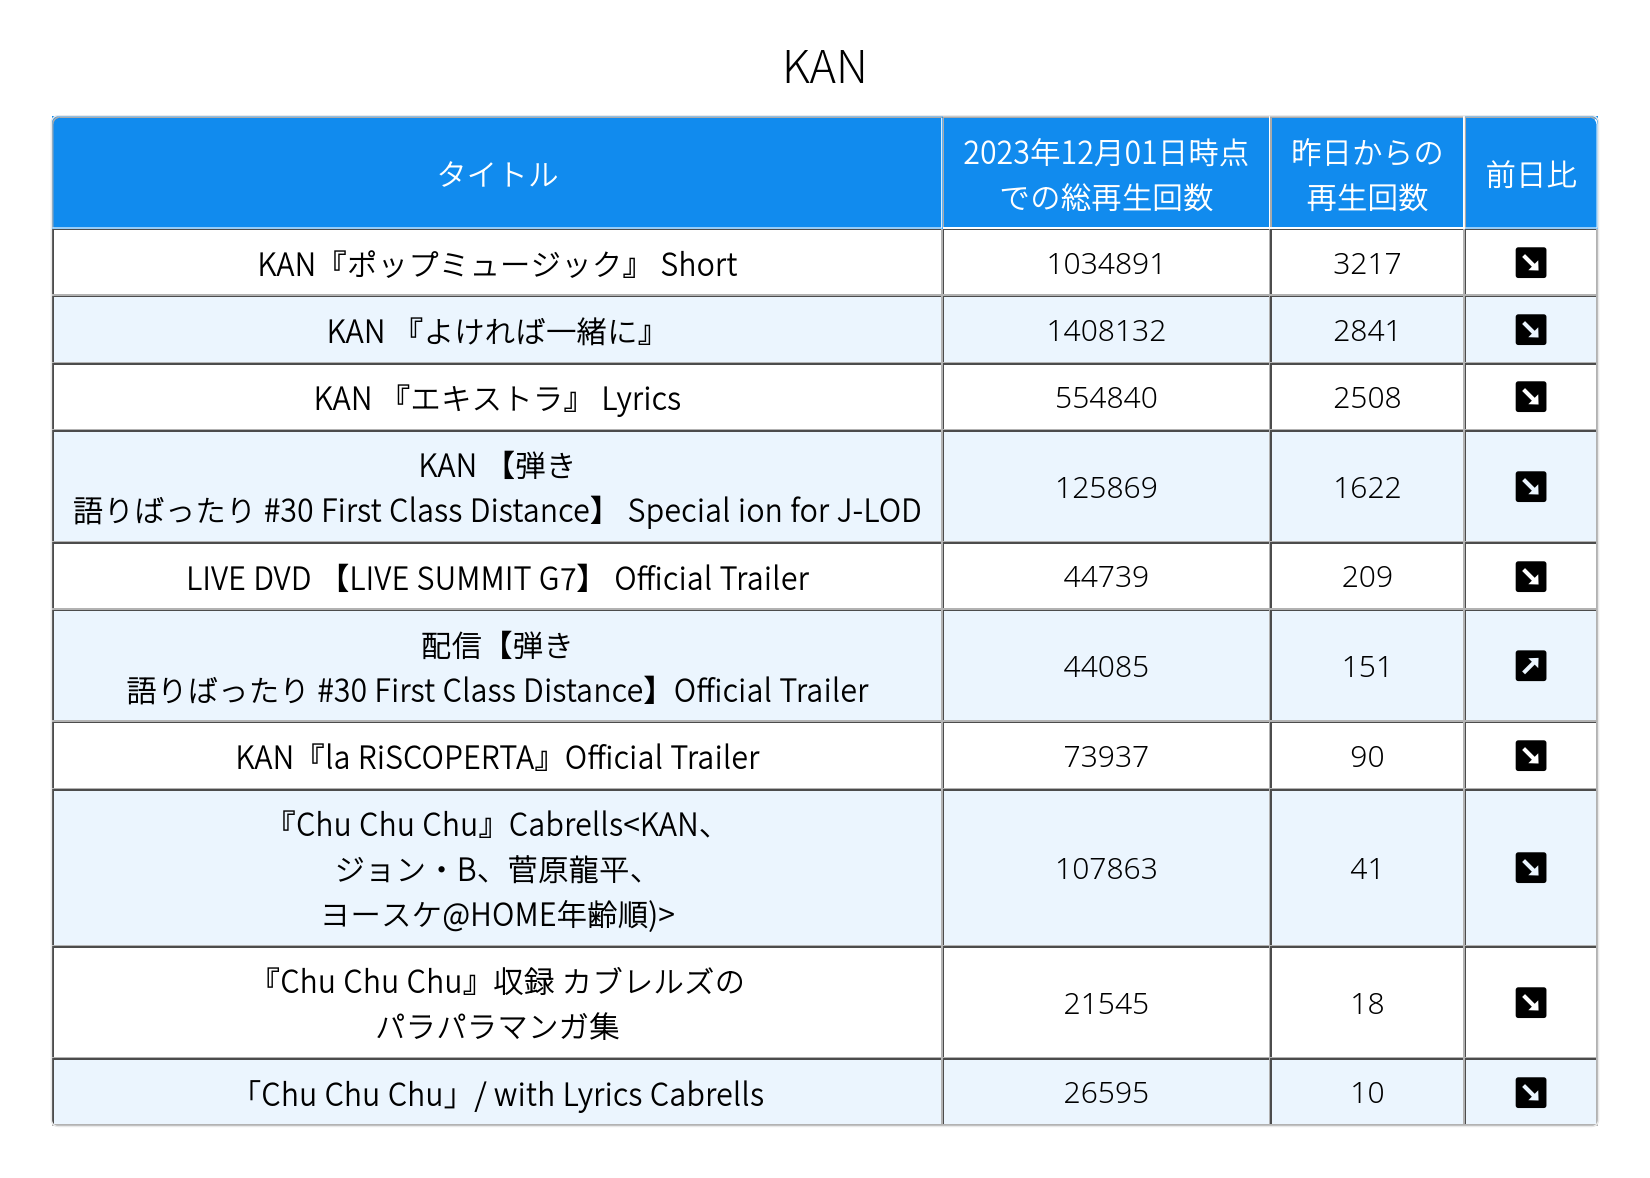 KAN
タイトル
2023年12月01日時点
での総再生回数
昨日からの
再生回数
前日比
KAN『ポップミュージック』 Short
1034891
3217
KAN 『よければ一緒に』
1408132
2841
KAN 『エキストラ』 Lyrics
554840
2508
KAN 【弾き
語りばったり #30 First Class Distance】 Special ion for J-LOD
125869
1622
LIVE DVD 【LIVE SUMMIT G7】 Official Trailer
44739
209
配信【弾き
語りばったり #30 First Class Distance】Official Trailer
44085
151
KAN『la RiSCOPERTA』Official Trailer
73937
90
『Chu Chu Chu』Cabrells<KAN、
ジョン・B、菅原龍平、
ヨースケ@HOME年齢順)>
107863
41
『Chu Chu Chu』収録 カブレルズの
パラパラマンガ集
21545
18
「Chu Chu Chu」/ with Lyrics Cabrells
26595
10